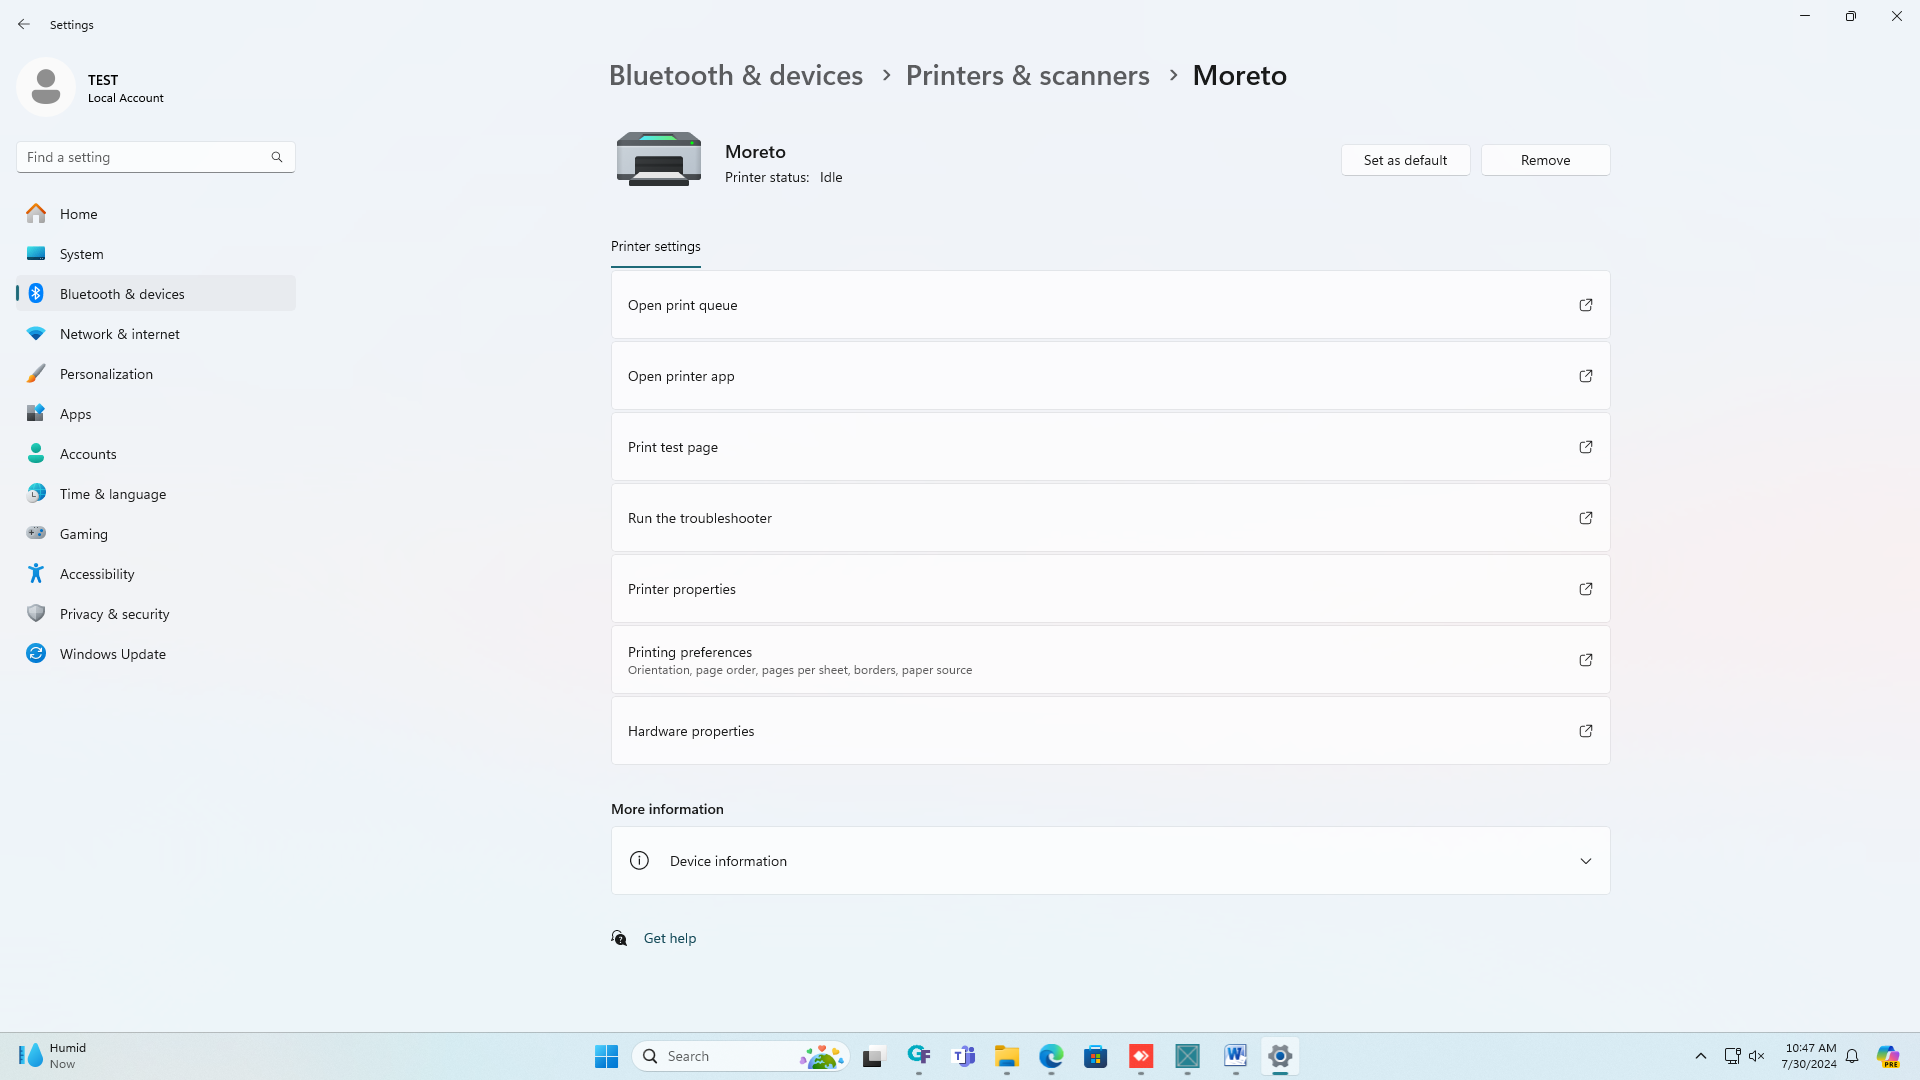 Settings
TEST
Local Account
Find a setting
Home
System
Bluetooth & devices
Network & internet
Personalization
Apps
Accounts
Time & language
Gaming
Accessibility
Privacy & security
Windows Update
Bluetooth & devices > Printers & scanners > Moreto
Moreto
Printer status: Idle
Set as default
Remove
Printer settings
Open print queue
Open printer app
Print test page
Run the troubleshooter
Printer properties
Printing preferences
Orientation, page order, pages per sheet, borders, paper source
Hardware properties
More information
Device information
Get help
Humid
Now
Search
10:47 AM
7/30/2024
PRE